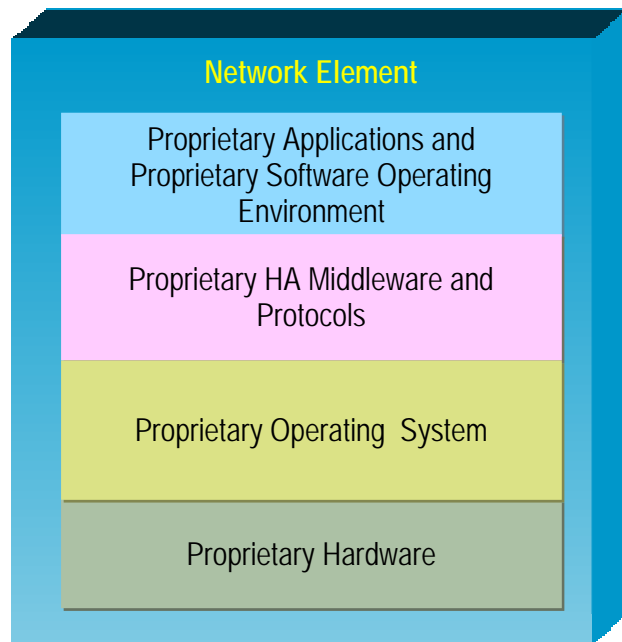 Network Element
Proprietary Applications and
Proprietary Software Operating
Environment
Proprietary HA Middleware and
Protocols
Proprietary Operating System
Proprietary Hardware